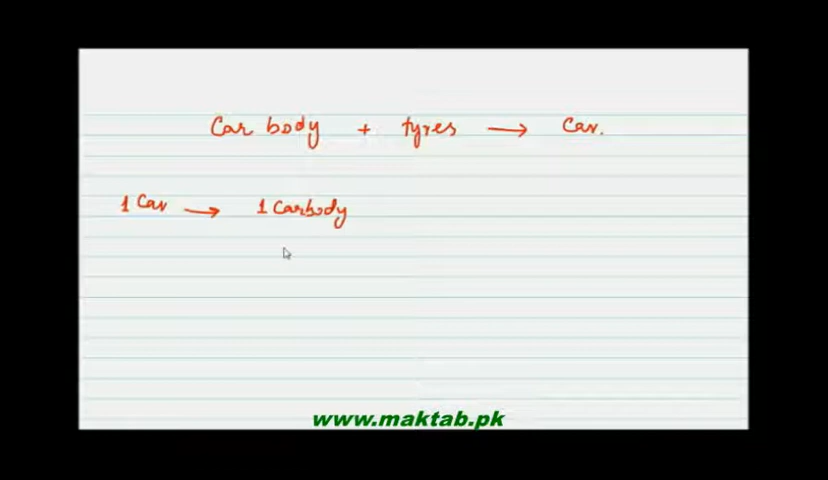 Car body + tyres → Car.
1 Car → 1 Carbody
www.maktab.pk